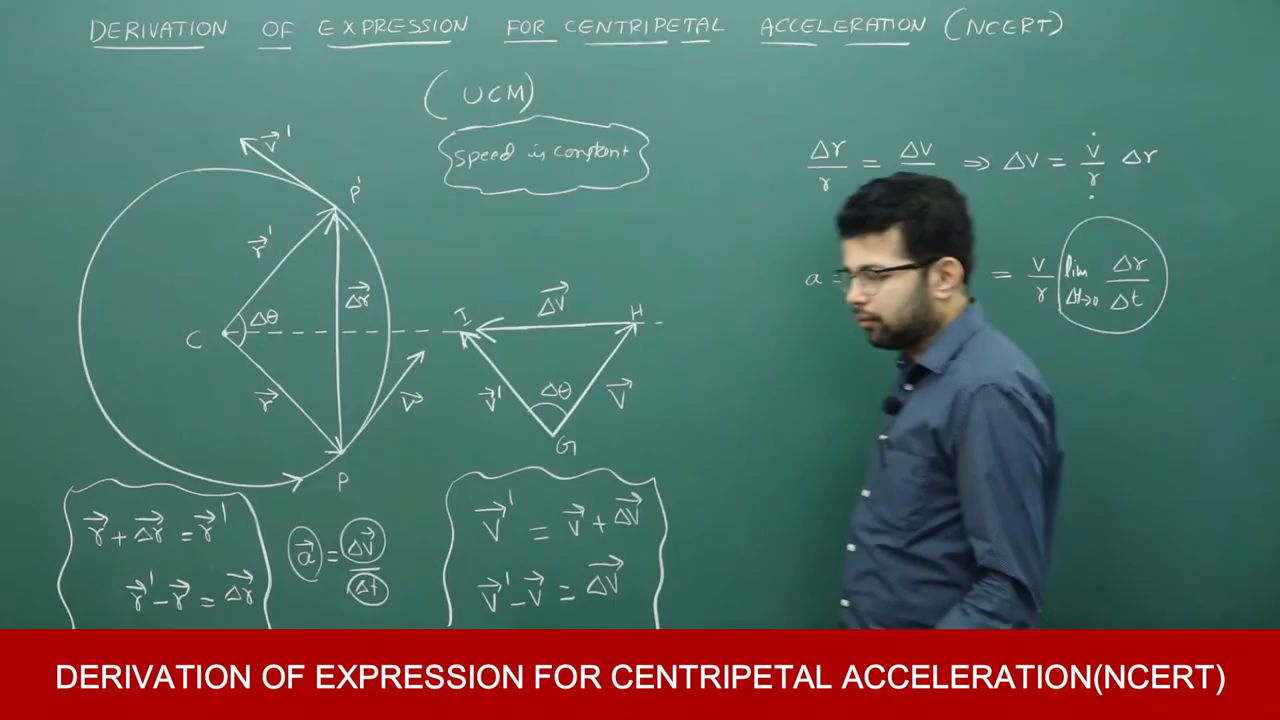 DERIVATION OF EXPRESSION FOR CENTRIPETAL ACCELERATION (NCERT)
(UCM)
speed is constant
v⃗'
P'
r⃗'
Δr⃗
C
Δθ
r⃗
v⃗
P
I
Δv⃗
H
v⃗'
Δθ
v⃗
G
r⃗ + Δr⃗ = r⃗'
r⃗' - r⃗ = Δr⃗
a⃗ = Δv⃗/Δt
v⃗' = v⃗ + Δv⃗
v⃗' - v⃗ = Δv⃗
Δr/r = Δv/ ⇒ Δv = v/r Δr
a = = v/r lim Δt→0 Δr/Δt
DERIVATION OF EXPRESSION FOR CENTRIPETAL ACCELERATION(NCERT)